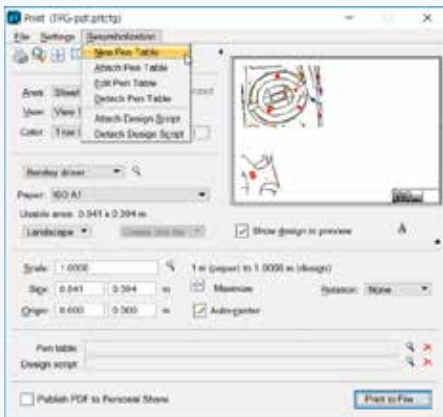 Print (TPG-pdf.pltcfg)
File Settings Resymbolization
New Pen Table
Attach Pen Table
Edit Pen Table
Detach Pen Table
Attach Design Script
Detach Design Script
Area: Sheet
View: View 1
Color: True
Bentley driver
Paper: ISO A1
Usable area: 0.841 x 0.594 m
Landscape
Show design in preview
Scale: 1.0000
1 m (paper) to 1.0000 m (design)
Size: 0.841 0.594 m
Maximize
Rotation: None
Origin: 0.000 0.000 m
Auto-center
Pen table:
Design script:
Publish PDF to Personal Share
Print to File